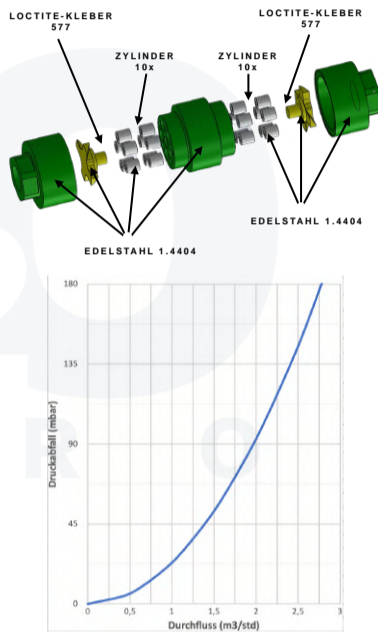 LOCTITE-KLEBER
577
LOCTITE-KLEBER
577
ZYLINDER
10x
ZYLINDER
10x
EDELSTAHL 1.4404
EDELSTAHL 1.4404
180
135
90
45
0
Druckabfall (mbar)
0
0,5
1
1,5
2
2,5
3
Durchfluss (m3/std)